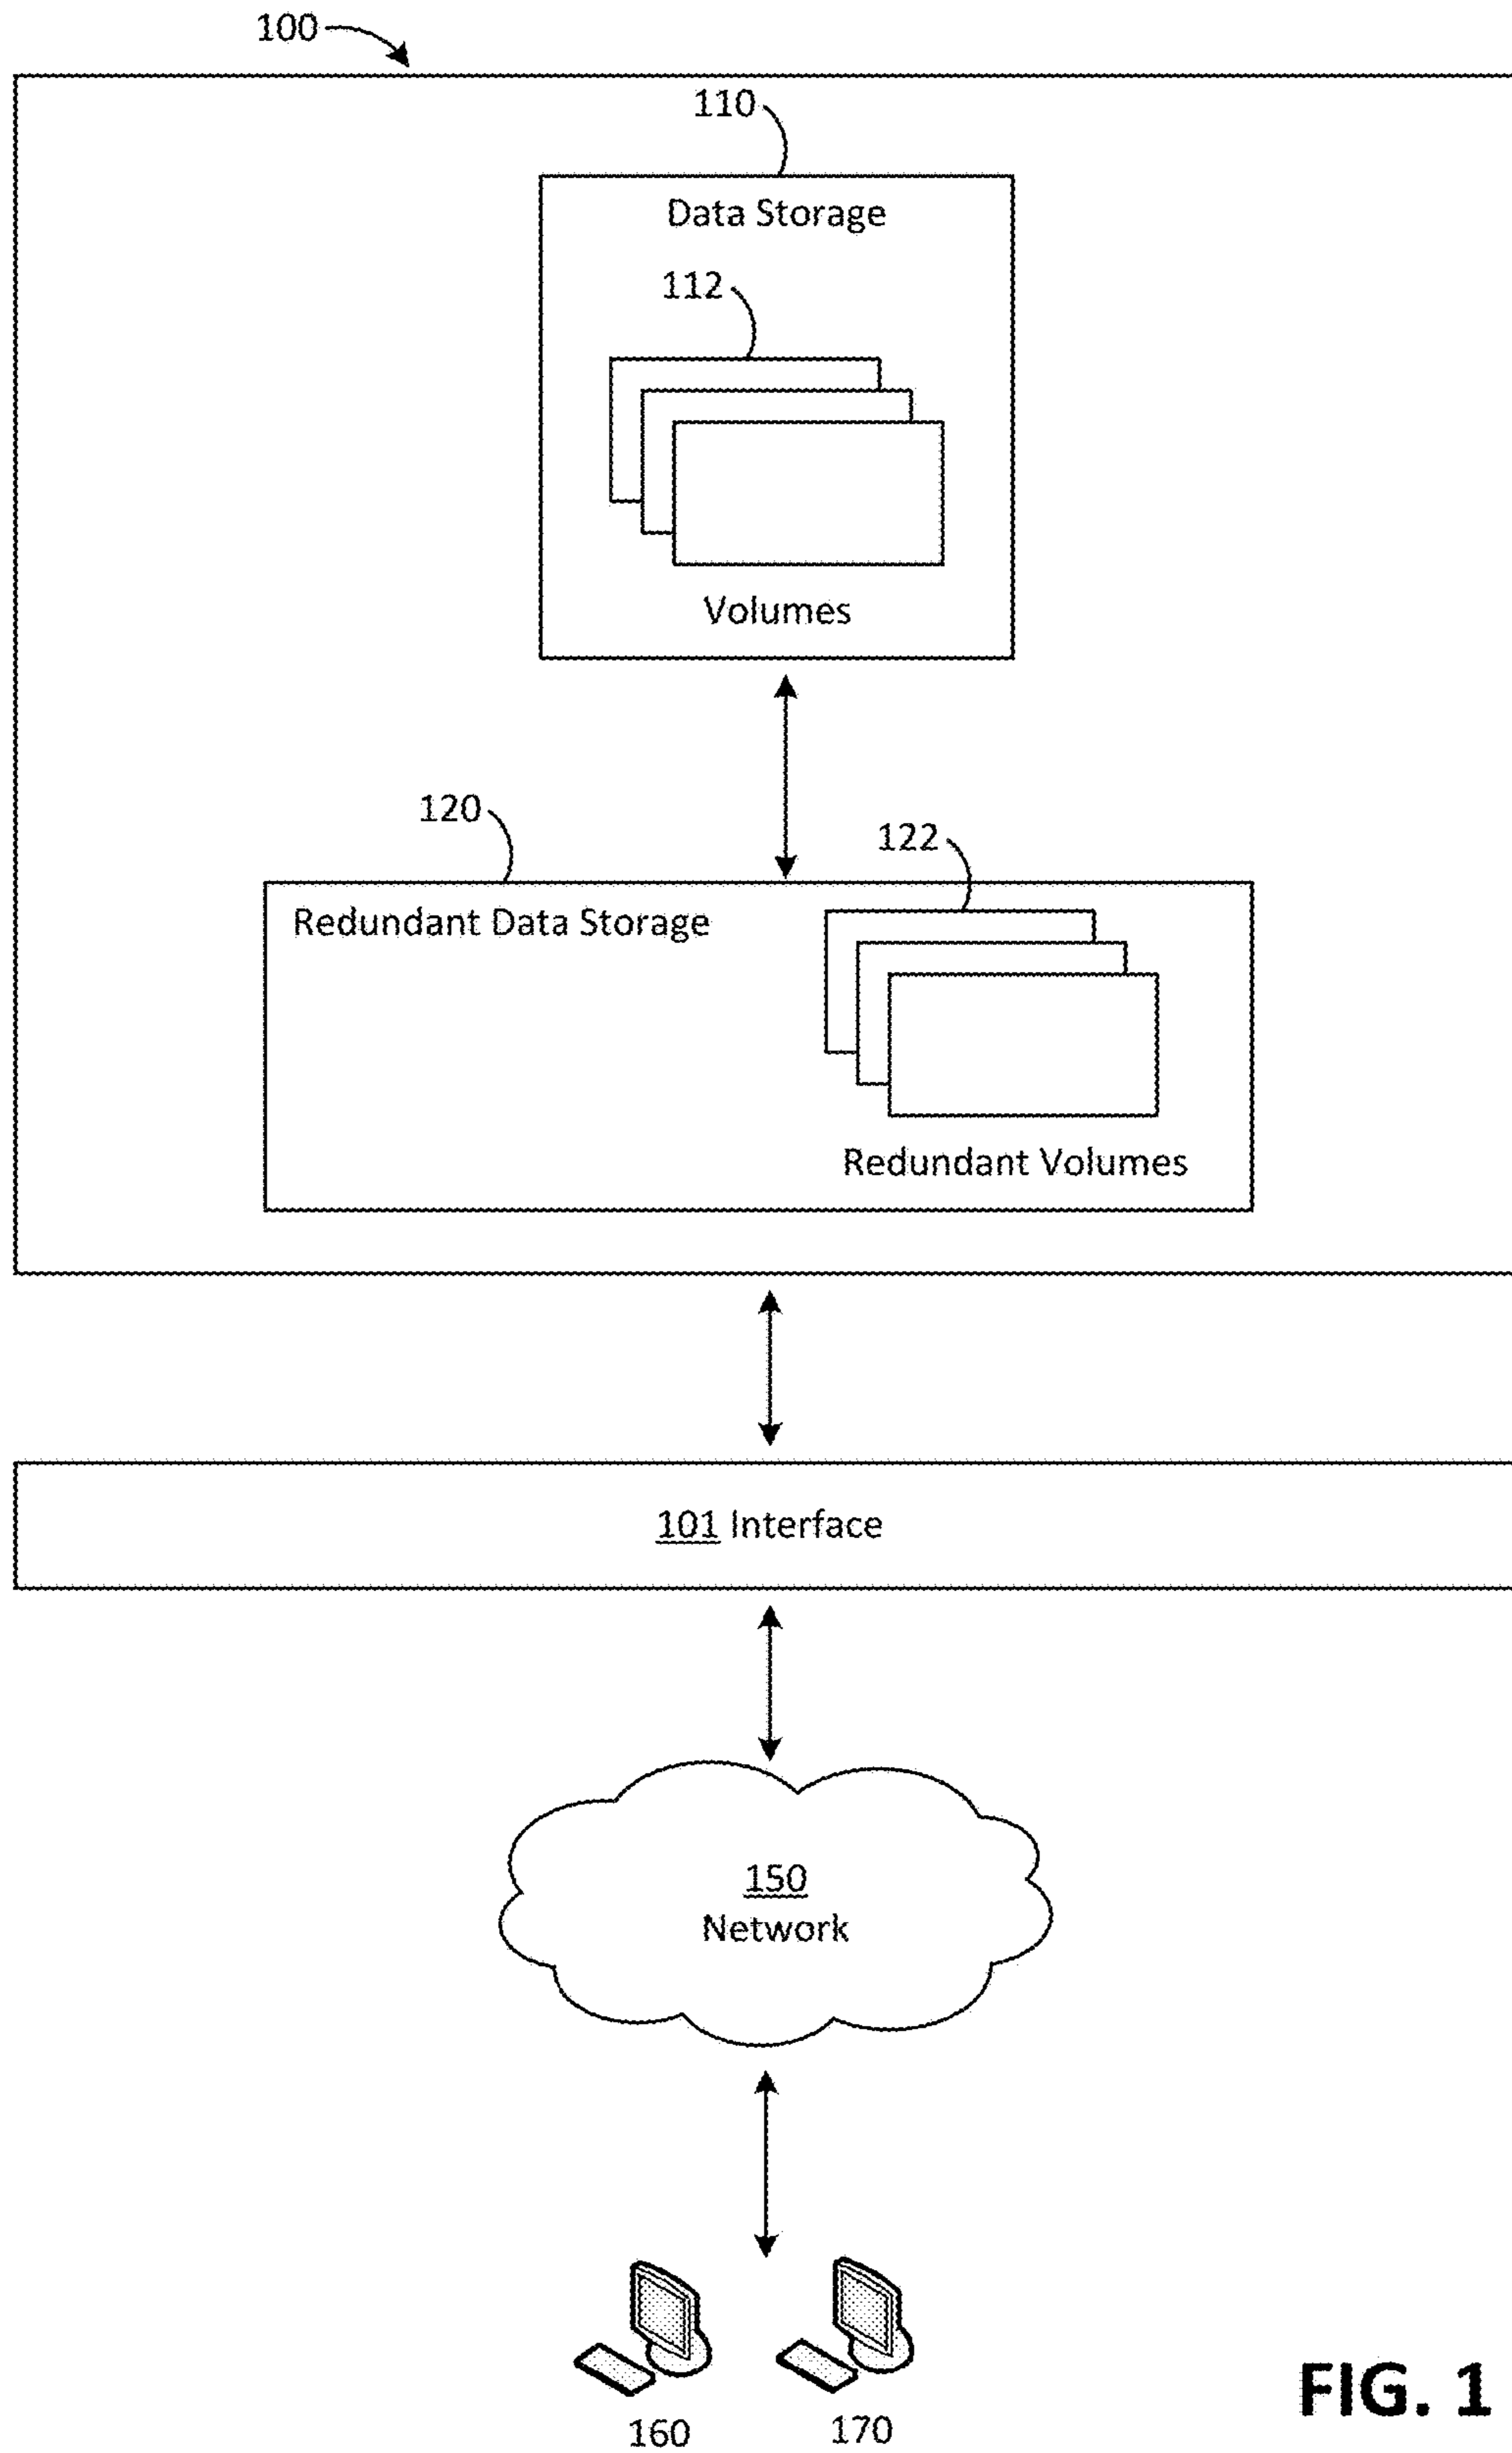 100
110
Data Storage
112
Volumes
120
122
Redundant Data Storage
Redundant Volumes
101 Interface
150
Network
160
170
FIG. 1